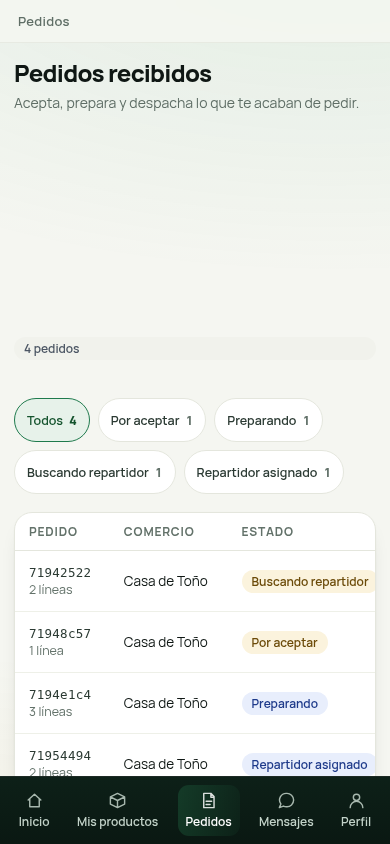 Pedidos
Pedidos recibidos
Acepta, prepara y despacha lo que te acaban de pedir.
4 pedidos
Todos 4
Por aceptar 1
Preparando 1
Buscando repartidor 1
Repartidor asignado 1
PEDIDO COMERCIO ESTADO
71942522
2 líneas
Casa de Toño
Buscando repartidor
71948c57
1 línea
Casa de Toño
Por aceptar
7194e1c4
3 líneas
Casa de Toño
Preparando
71954494
2 líneas
Casa de Toño
Repartidor asignado
Inicio
Mis productos
Pedidos
Mensajes
Perfil